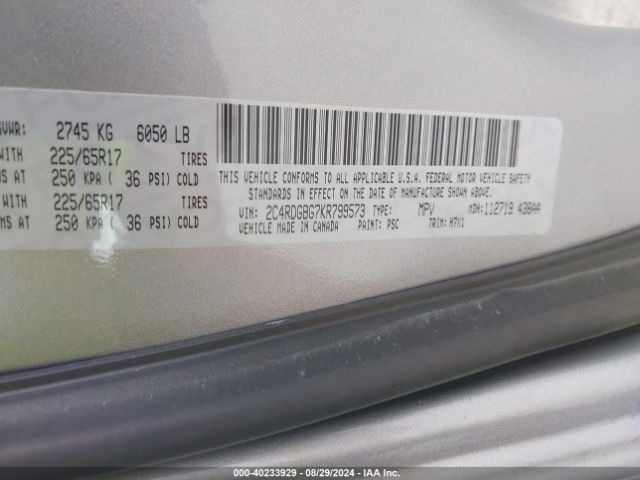 GVWR: 2745 KG 6050 LB
WITH 225/65R17 TIRES
MS AT 250 KPA ( 36 PSI) COLD
WITH 225/65R17 TIRES
MS AT 250 KPA ( 36 PSI) COLD
THIS VEHICLE CONFORMS TO ALL APPLICABLE U.S.A. FEDERAL MOTOR VEHICLE SAFETY
STANDARDS IN EFFECT ON THE DATE OF MANUFACTURE SHOWN ABOVE.
VIN: 2C4RDGBG7KR799573 TYPE: MPV MDH: 112719 438AA
VEHICLE MADE IN CANADA PAINT: PSC TRIM: H7X1
000-40233929 - 08/29/2024 - IAA Inc.